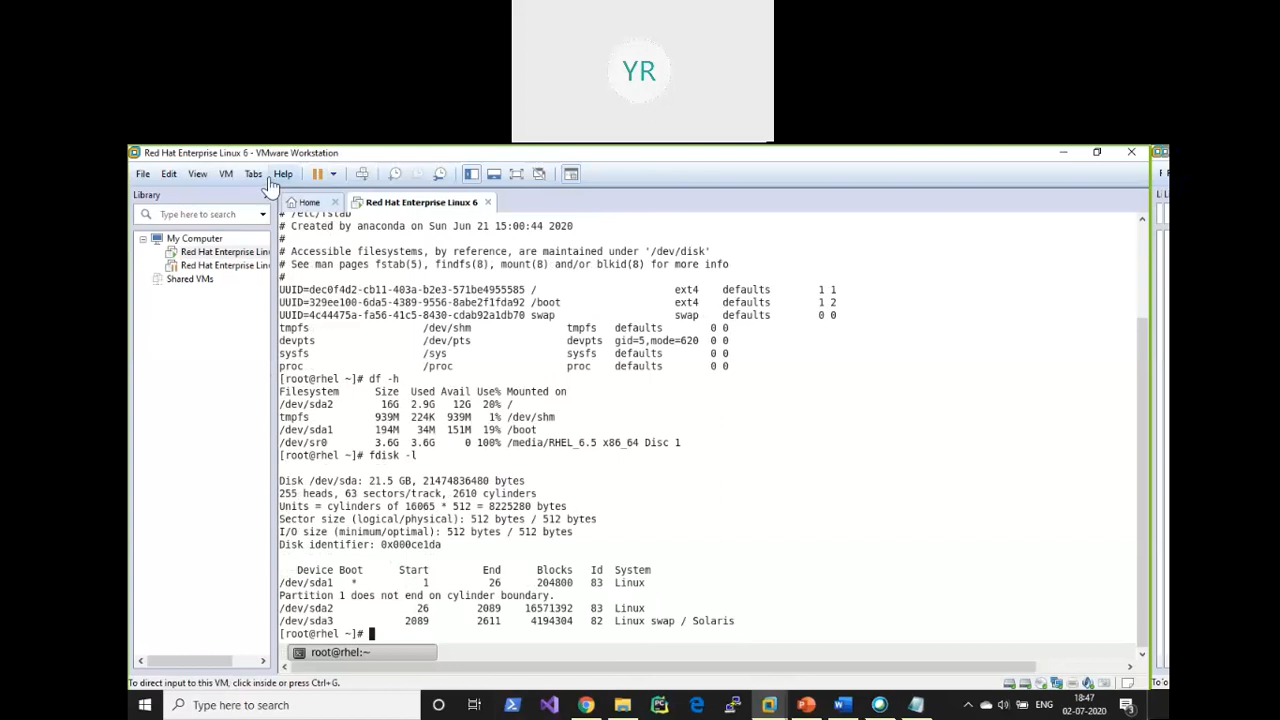 YR
Red Hat Enterprise Linux 6 - VMware Workstation
File Edit View VM Tabs Help
Library
Type here to search
My Computer
Red Hat Enterprise Lin
Red Hat Enterprise Lin
Shared VMs
Home
Red Hat Enterprise Linux 6
# /etc/fstab
# Created by anaconda on Sun Jun 21 15:00:44 2020
#
# Accessible filesystems, by reference, are maintained under '/dev/disk'
# See man pages fstab(5), findfs(8), mount(8) and/or blkid(8) for more info
#
UUID=dec0f4d2-cb11-403a-b2e3-571be4955585 / ext4 defaults 1 1
UUID=329ee100-6da5-4389-9556-8abe2f1fda92 /boot ext4 defaults 1 2
UUID=4c44475a-fa56-41c5-8430-cdab92a1db70 swap swap defaults 0 0
tmpfs /dev/shm tmpfs defaults 0 0
devpts /dev/pts devpts gid=5,mode=620 0 0
sysfs /sys sysfs defaults 0 0
proc /proc proc defaults 0 0
[root@rhel ~]# df -h
Filesystem Size Used Avail Use% Mounted on
/dev/sda2 16G 2.9G 12G 20% /
tmpfs 939M 224K 939M 1% /dev/shm
/dev/sda1 194M 34M 151M 19% /boot
/dev/sr0 3.6G 3.6G 0 100% /media/RHEL_6.5 x86_64 Disc 1
[root@rhel ~]# fdisk -l
Disk /dev/sda: 21.5 GB, 21474836480 bytes
255 heads, 63 sectors/track, 2610 cylinders
Units = cylinders of 16065 * 512 = 8225280 bytes
Sector size (logical/physical): 512 bytes / 512 bytes
I/O size (minimum/optimal): 512 bytes / 512 bytes
Disk identifier: 0x000ce1da
Device Boot Start End Blocks Id System
/dev/sda1 * 1 26 204800 83 Linux
Partition 1 does not end on cylinder boundary.
/dev/sda2 26 2089 16571392 83 Linux
/dev/sda3 2089 2611 4194304 82 Linux swap / Solaris
[root@rhel ~]#
root@rhel:~
To direct input to this VM, click inside or press Ctrl+G.
Type here to search
ENG
18:47
02-07-2020